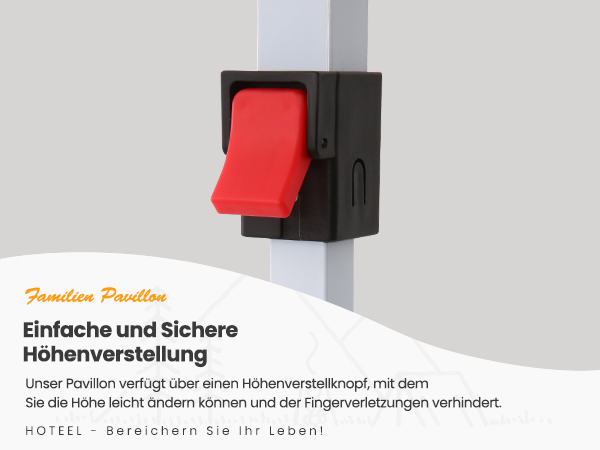 Familien Pavillon
Einfache und Sichere
Höhenverstellung
Unser Pavillon verfügt über einen Höhenverstellknopf, mit dem
Sie die Höhe leicht ändern können und der Fingerverletzungen verhindert.
HOTEEL - Bereichern Sie Ihr Leben!